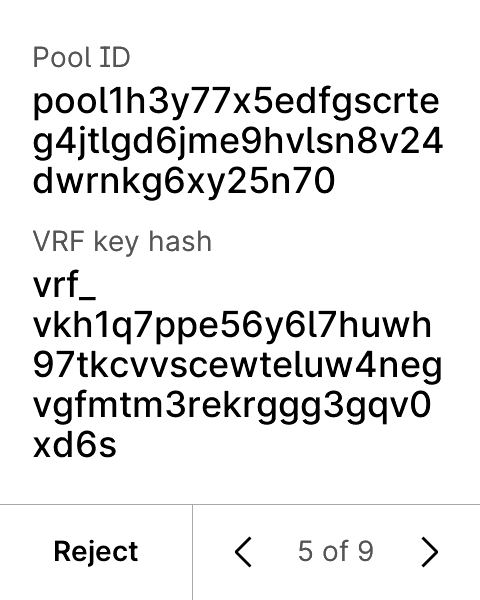 Pool ID
pool1h3y77x5edfgscrte
g4jtlgd6jme9hvlsn8v24
dwrnkg6xy25n70
VRF key hash
vrf_
vkh1q7ppe56y6l7huwh
97tkcvvscewteluw4neg
vgfmtm3rekrggg3gqv0
xd6s
Reject
5 of 9